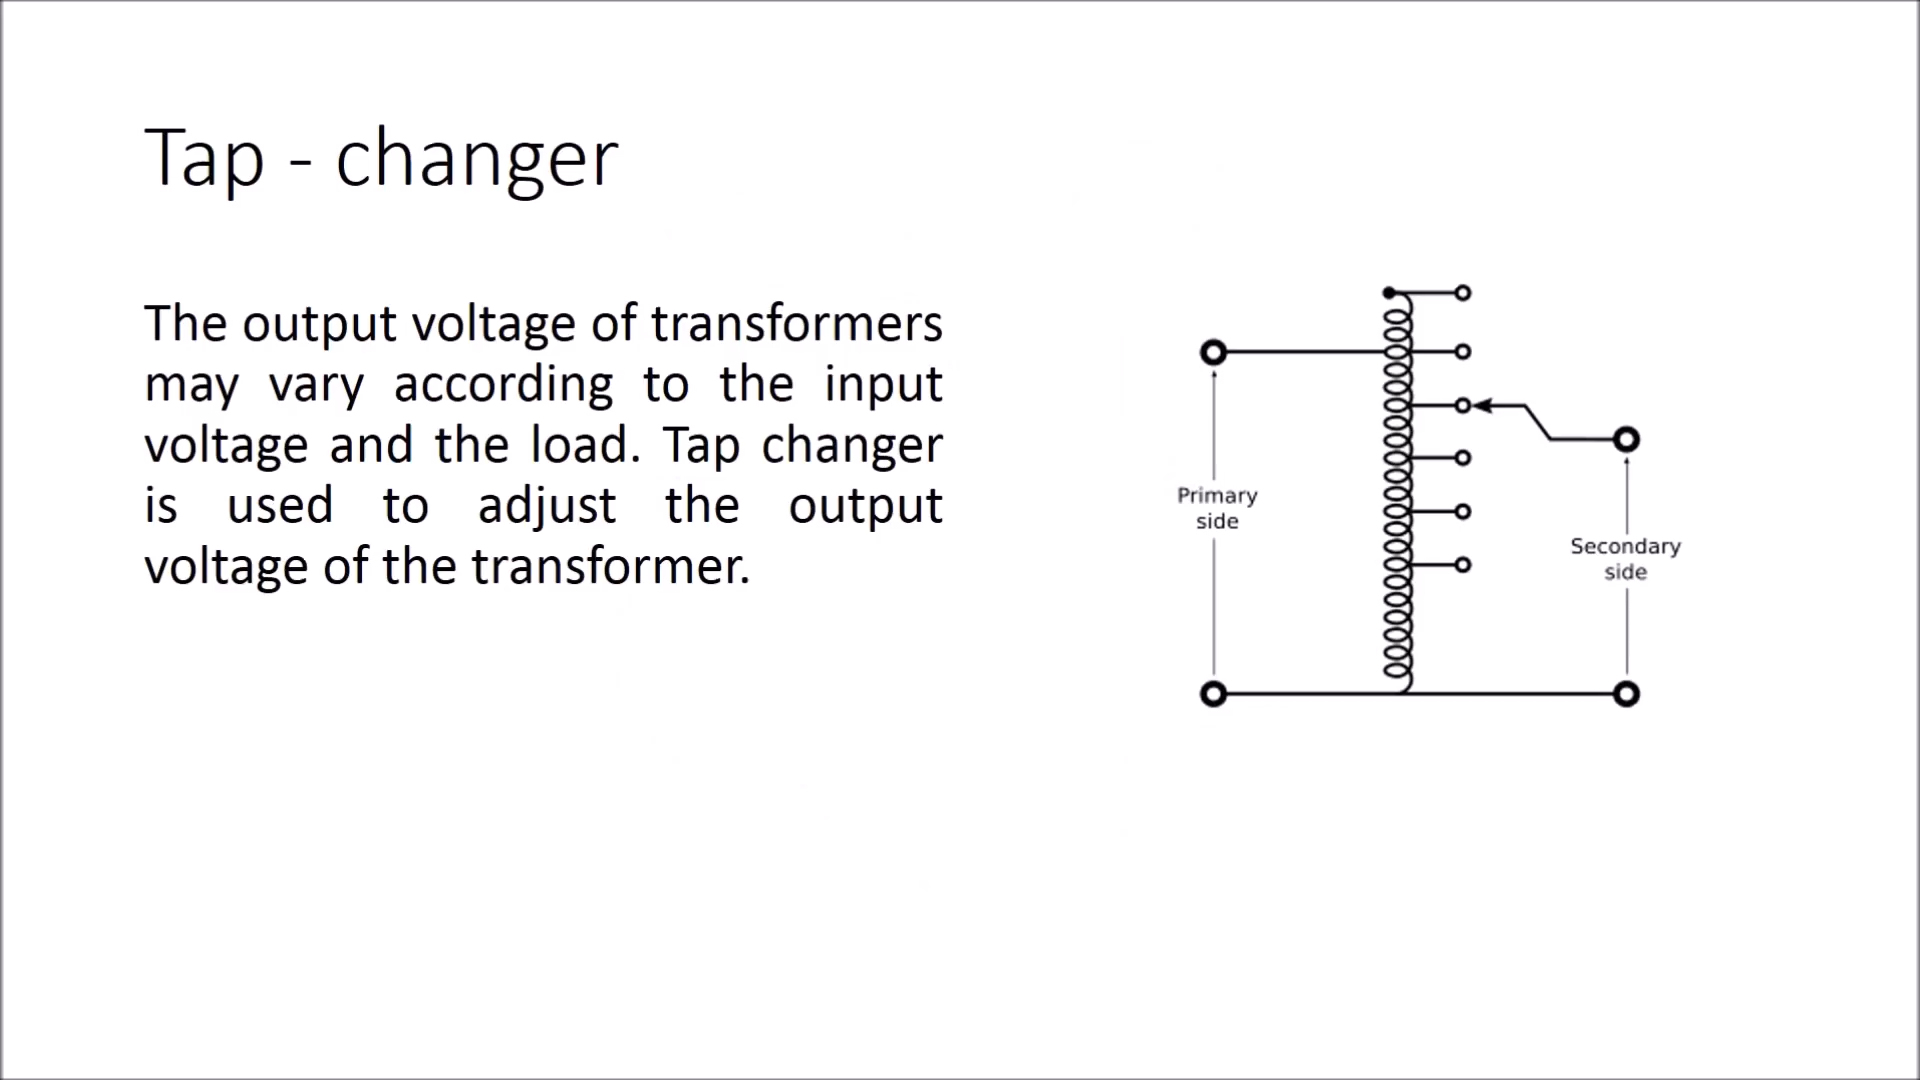 Tap - changer
The output voltage of transformers
may vary according to the input
voltage and the load. Tap changer
is used to adjust the output
voltage of the transformer.
Primary
side
Secondary
side